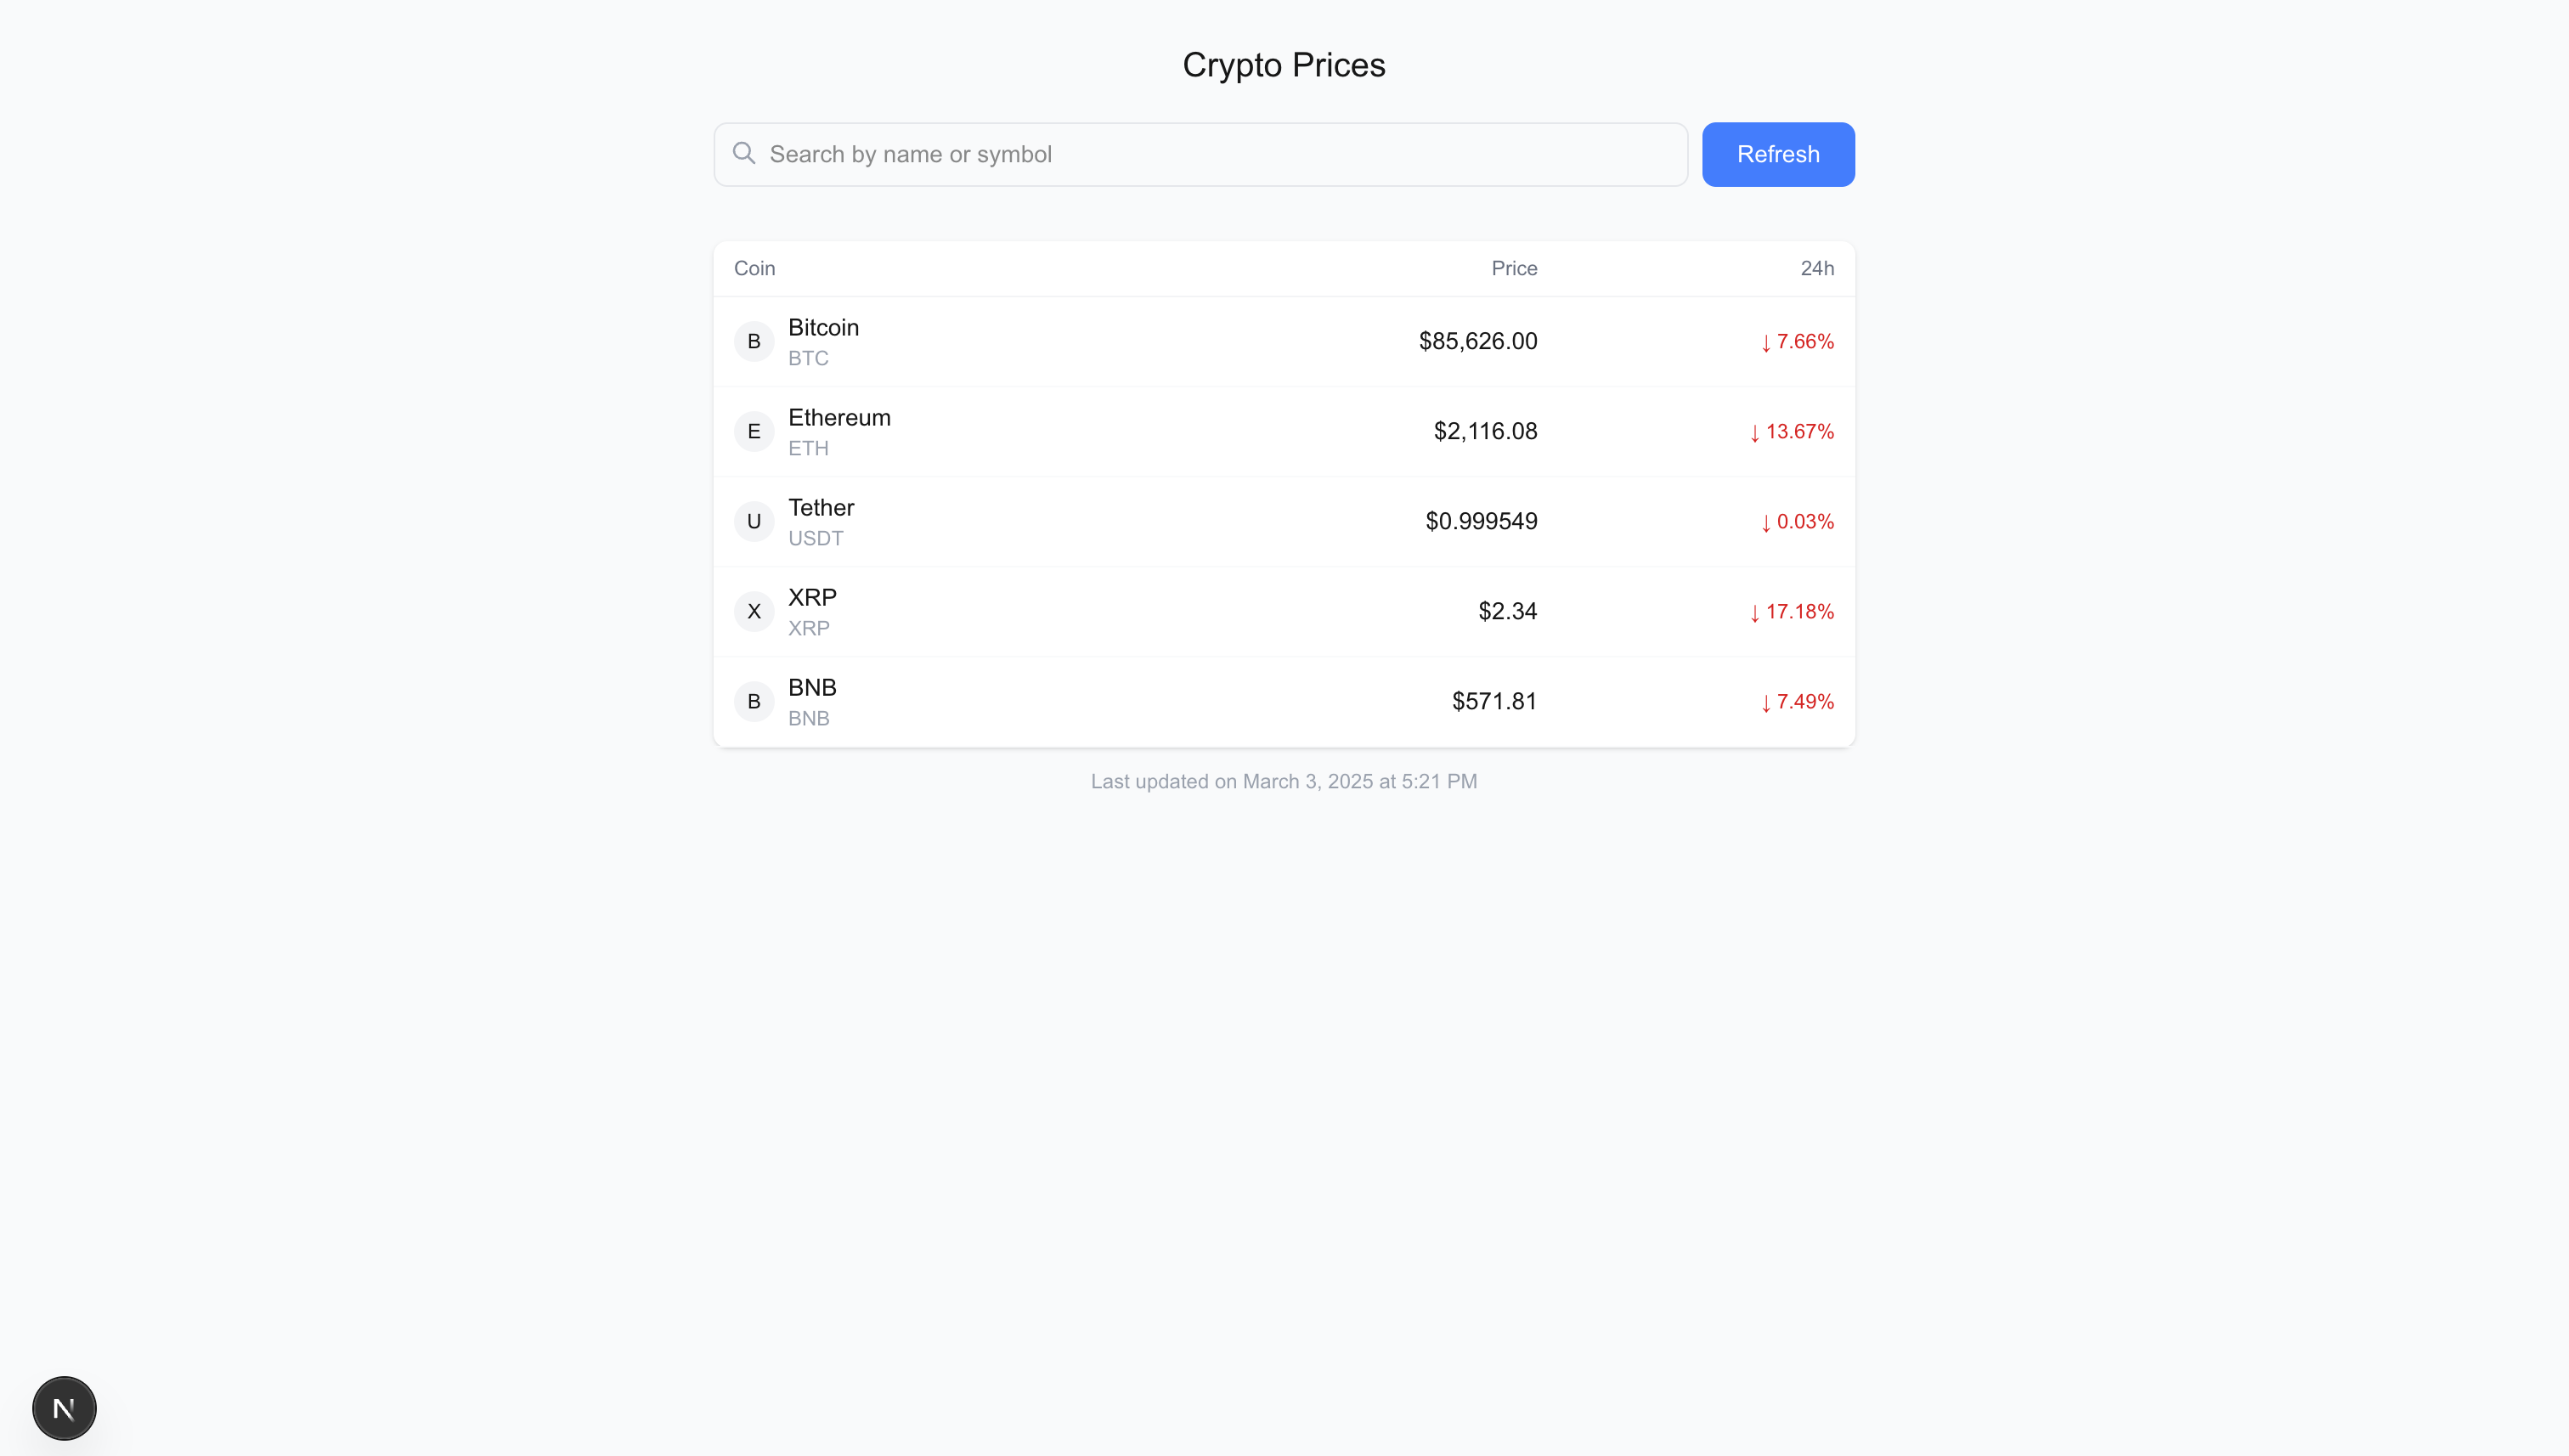 Crypto Prices
Search by name or symbol
Refresh
Coin Price 24h
B Bitcoin $85,626.00 ↓ 7.66%
BTC
E Ethereum $2,116.08 ↓ 13.67%
ETH
U Tether $0.999549 ↓ 0.03%
USDT
X XRP $2.34 ↓ 17.18%
XRP
B BNB $571.81 ↓ 7.49%
BNB
Last updated on March 3, 2025 at 5:21 PM
N